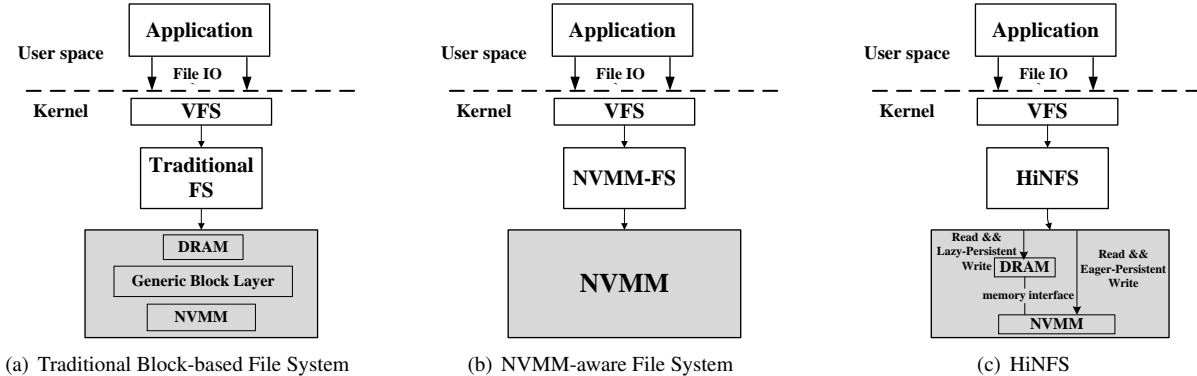 Application
User space
File IO
Kernel
VFS
Traditional
FS
DRAM
Generic Block Layer
NVMM
(a) Traditional Block-based File System
Application
User space
File IO
Kernel
VFS
NVMM-FS
NVMM
(b) NVMM-aware File System
Application
User space
File IO
Kernel
VFS
HiNFS
Read &&
Lazy-Persistent
Write
DRAM
Read &&
Eager-Persistent
Write
memory interface
NVMM
(c) HiNFS